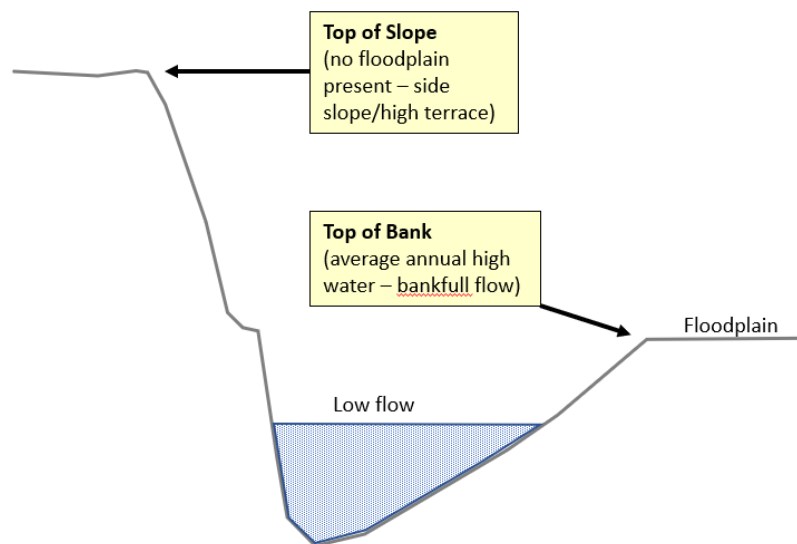 Top of Slope
(no floodplain
present – side
slope/high terrace)
Top of Bank
(average annual high
water – bankfull flow)
Floodplain
Low flow